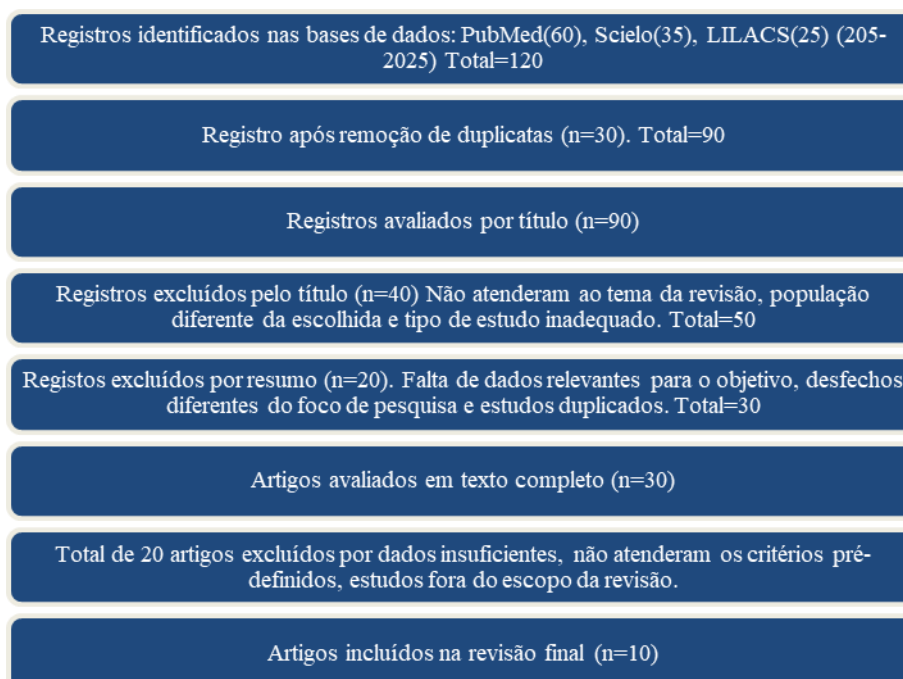 Registros identificados nas bases de dados: PubMed(60), Scielo(35), LILACS(25) (205-
2025) Total=120
Registro após remoção de duplicatas (n=30). Total=90
Registros avaliados por título (n=90)
Registros excluídos pelo título (n=40) Não atenderam ao tema da revisão, população
diferente da escolhida e tipo de estudo inadequado. Total=50
Registos excluídos por resumo (n=20). Falta de dados relevantes para o objetivo, desfechos
diferentes do foco de pesquisa e estudos duplicados. Total=30
Artigos avaliados em texto completo (n=30)
Total de 20 artigos excluídos por dados insuficientes, não atenderam os critérios pré-
definidos, estudos fora do escopo da revisão.
Artigos incluídos na revisão final (n=10)